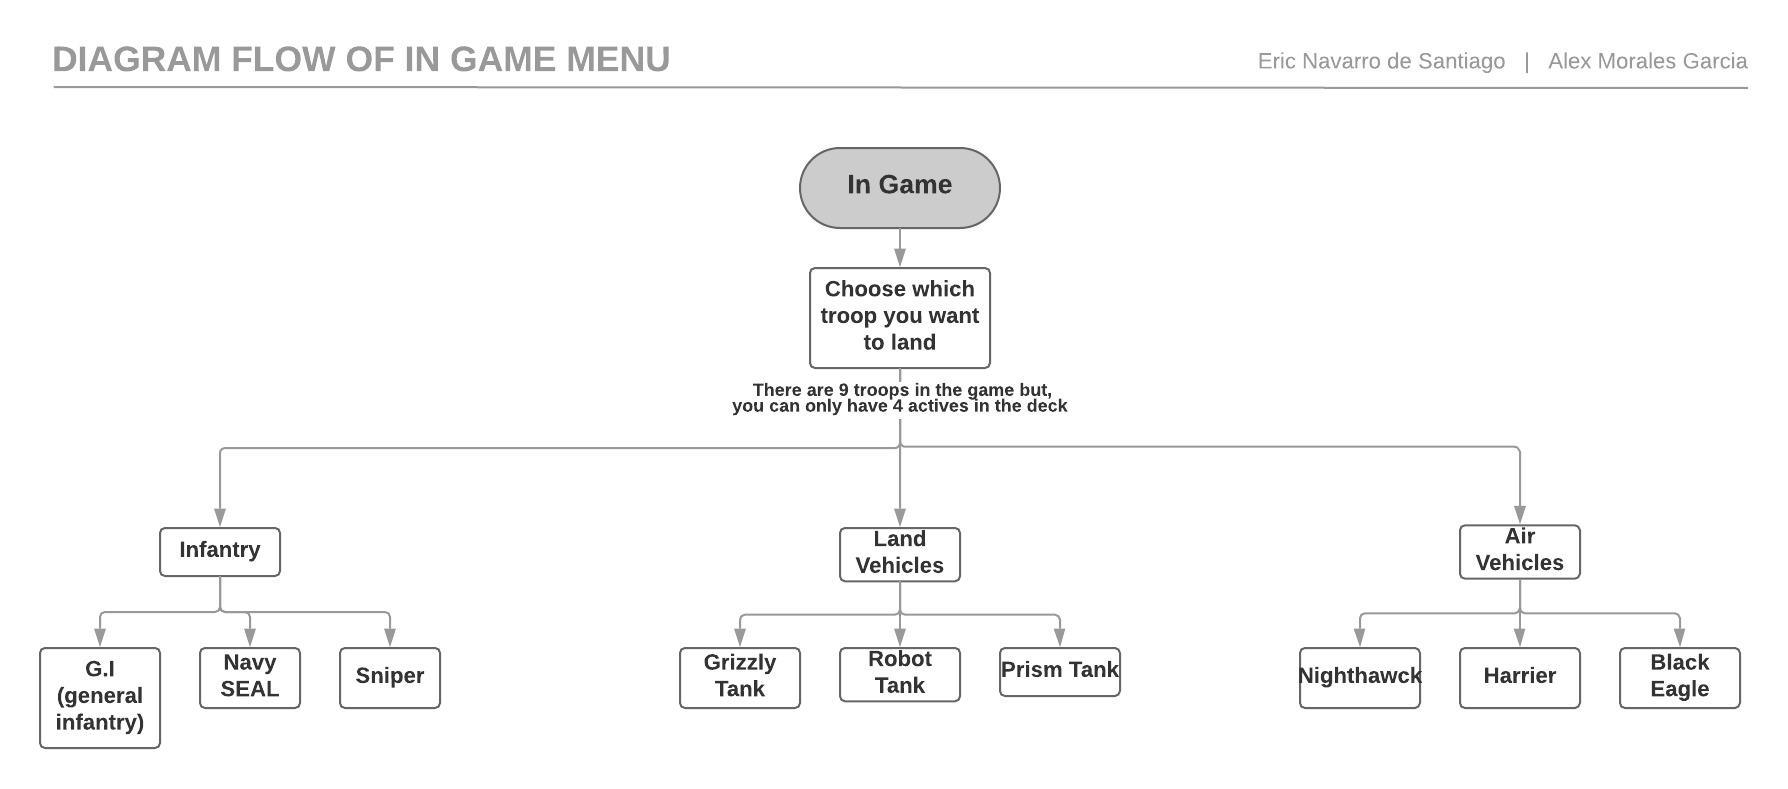 DIAGRAM FLOW OF IN GAME MENU
Eric Navarro de Santiago | Alex Morales Garcia
In Game
Choose which
troop you want
to land
There are 9 troops in the game but,
you can only have 4 actives in the deck
Infantry
Land
Vehicles
Air
Vehicles
G.I
(general
infantry)
Navy
SEAL
Sniper
Grizzly
Tank
Robot
Tank
Prism Tank
Nighthawck
Harrier
Black
Eagle